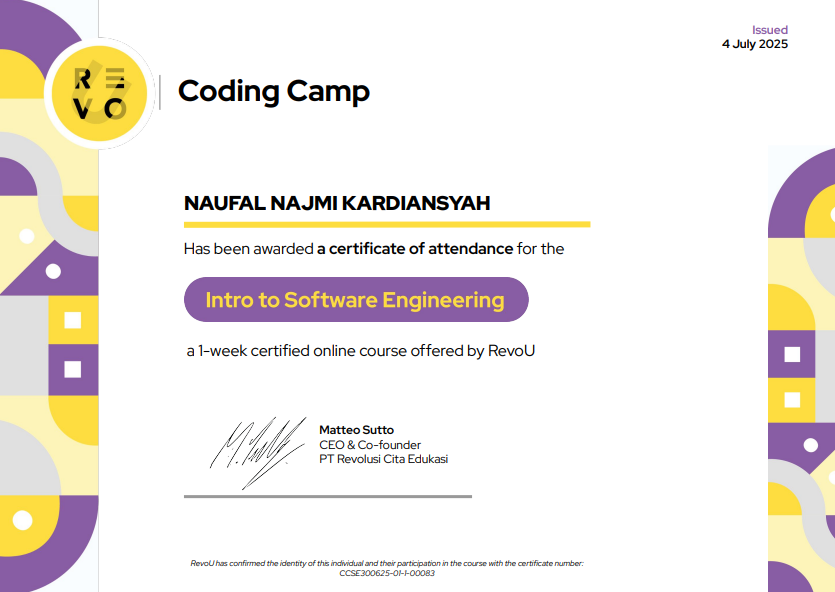 Issued
4 July 2025
RE
VO
Coding Camp
NAUFAL NAJMI KARDIANSYAH
Has been awarded a certificate of attendance for the
Intro to Software Engineering
a 1-week certified online course offered by RevoU
Matteo Sutto
CEO & Co-founder
PT Revolusi Cita Edukasi
RevoU has confirmed the identity of this individual and their participation in the course with the certificate number:
CCSE300625-01-1-00083